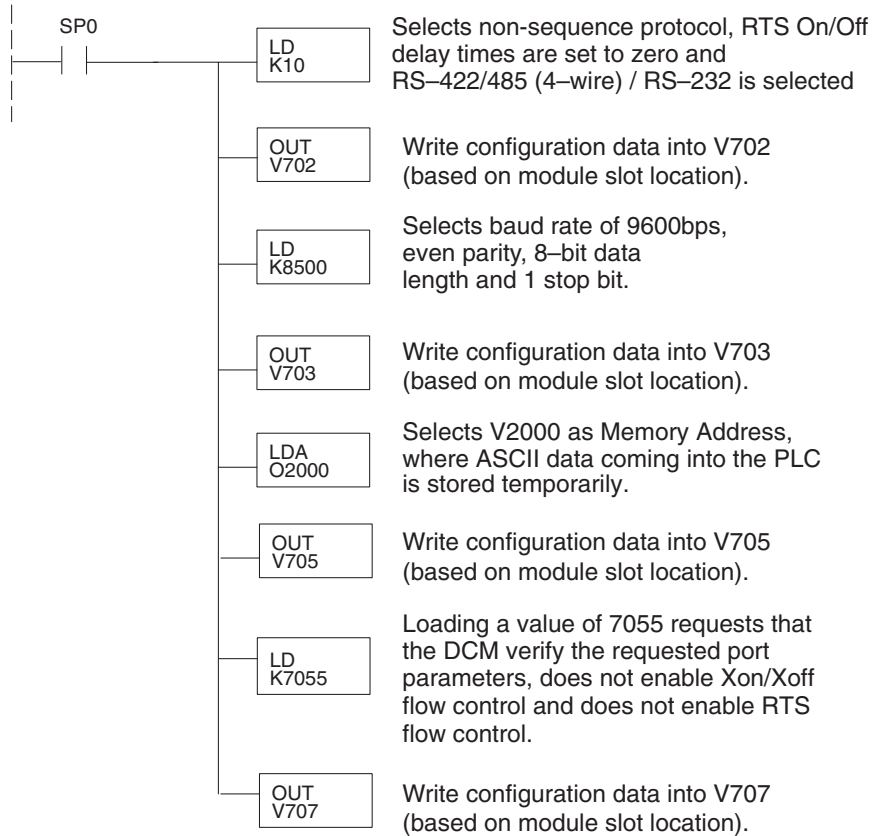 SP0
LD
K10
Selects non-sequence protocol, RTS On/Off
delay times are set to zero and
RS–422/485 (4–wire) / RS–232 is selected
OUT
V702
Write configuration data into V702
(based on module slot location).
LD
K8500
Selects baud rate of 9600bps,
even parity, 8–bit data
length and 1 stop bit.
OUT
V703
Write configuration data into V703
(based on module slot location).
LDA
O2000
Selects V2000 as Memory Address,
where ASCII data coming into the PLC
is stored temporarily.
OUT
V705
Write configuration data into V705
(based on module slot location).
LD
K7055
Loading a value of 7055 requests that
the DCM verify the requested port
parameters, does not enable Xon/Xoff
flow control and does not enable RTS
flow control.
OUT
V707
Write configuration data into V707
(based on module slot location).